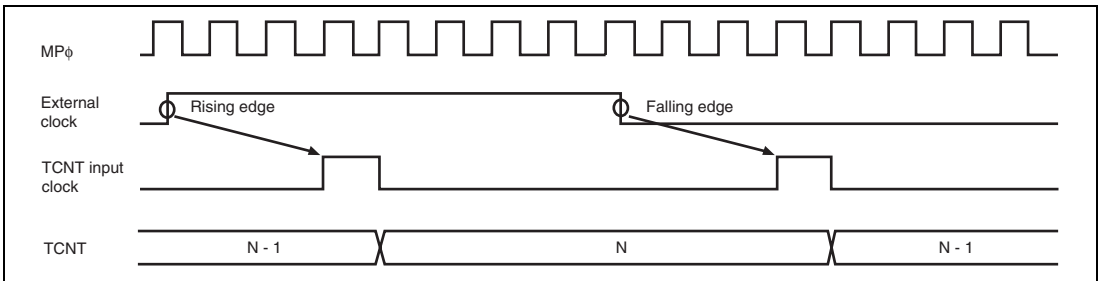 MPφ
External clock
Rising edge
Falling edge
TCNT input clock
TCNT
N - 1
N
N - 1